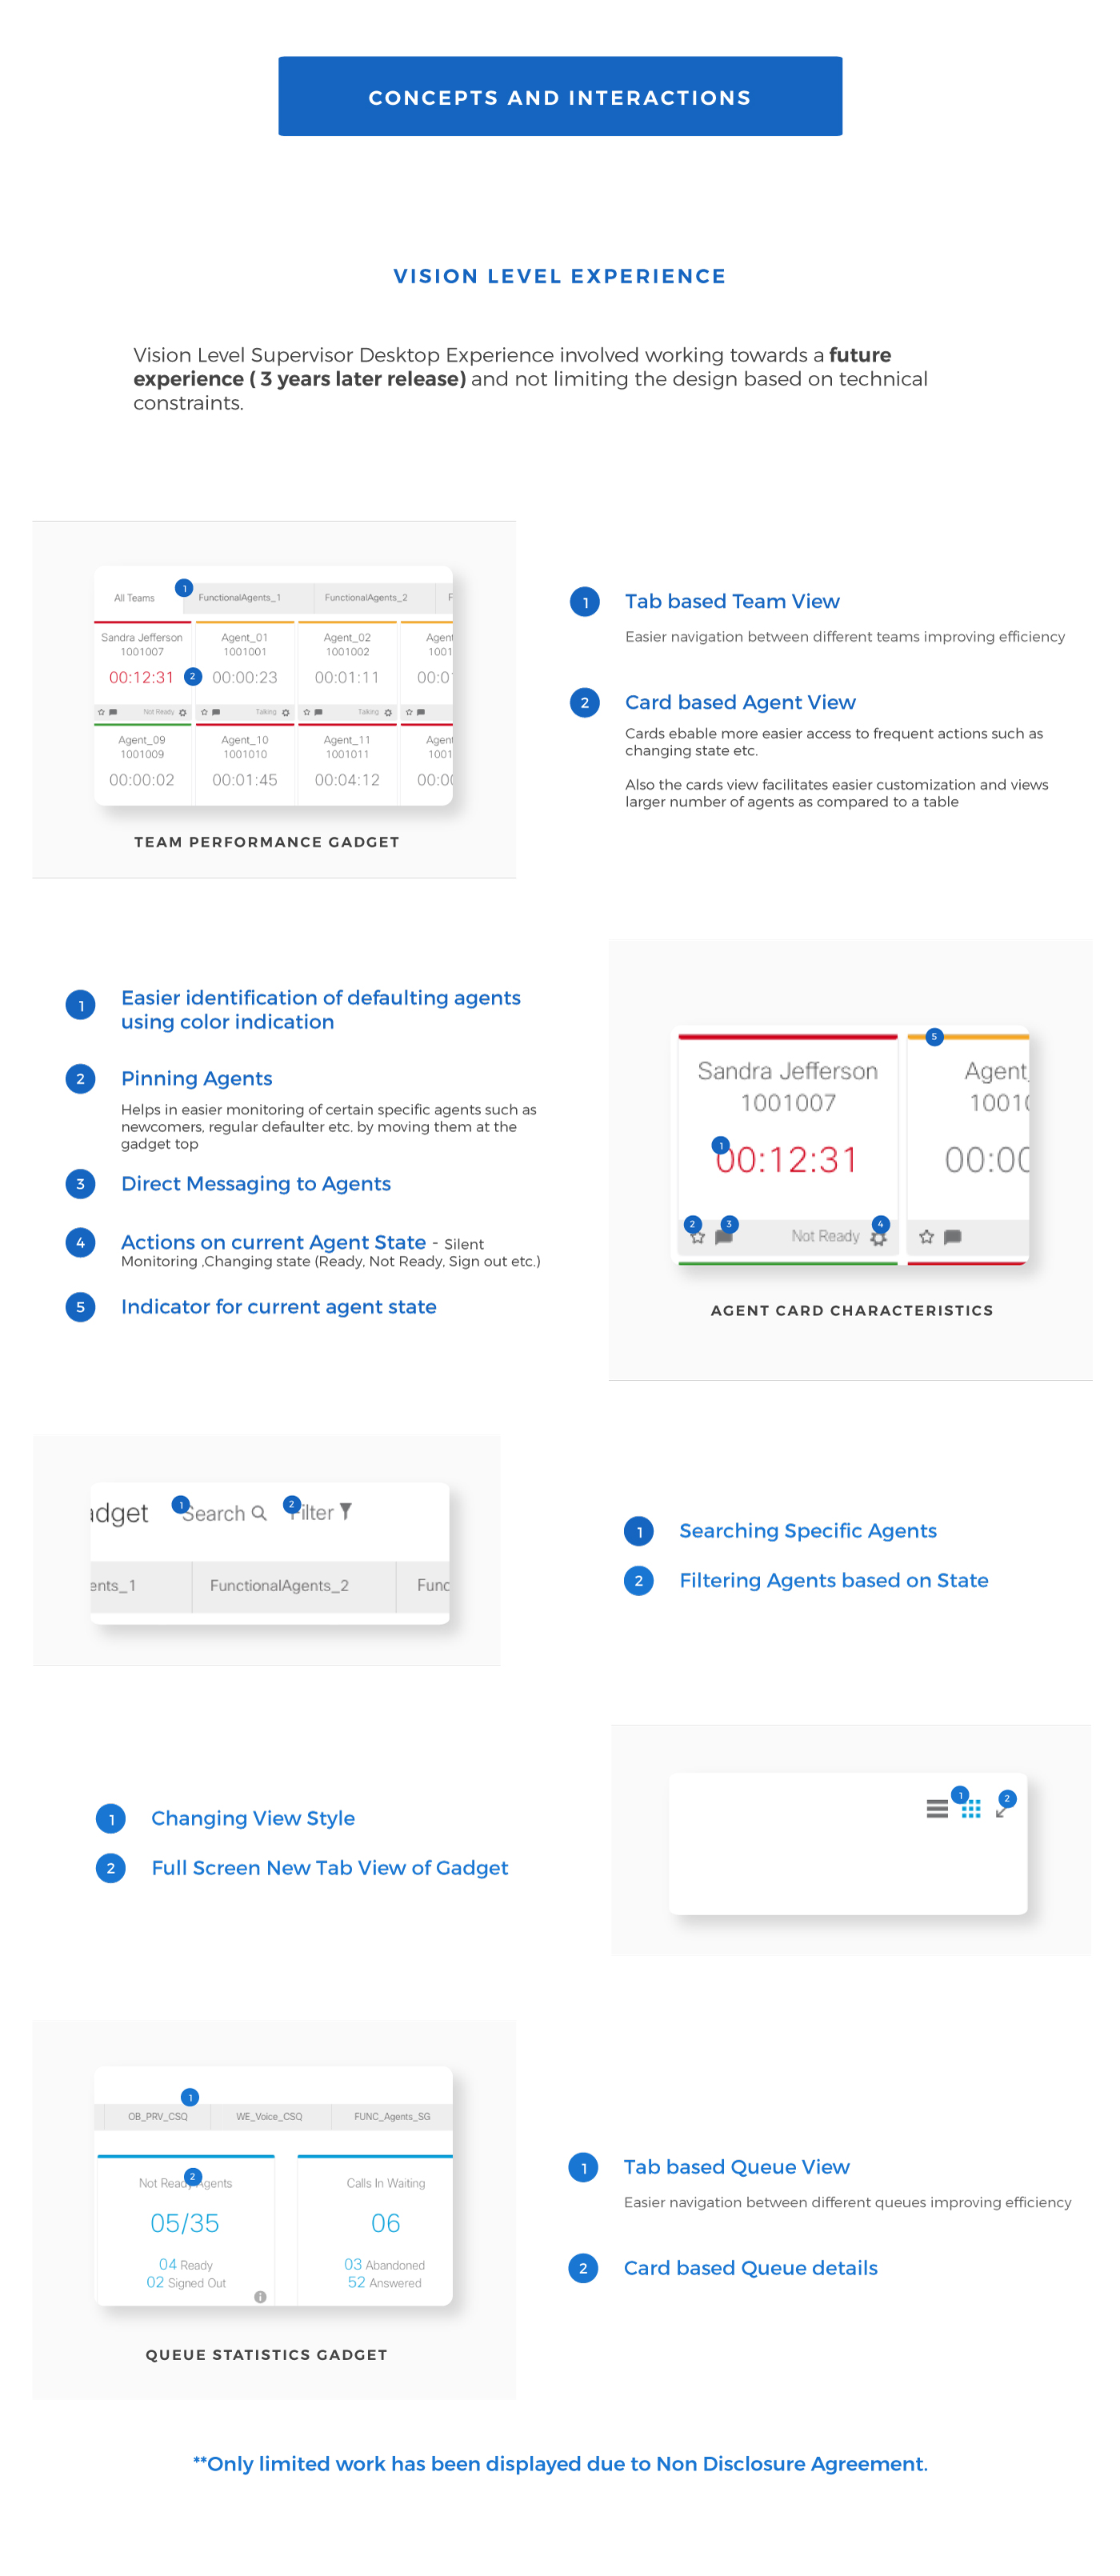 CONCEPTS AND INTERACTIONS
VISION LEVEL EXPERIENCE
Vision Level Supervisor Desktop Experience involved working towards a future
experience ( 3 years later release) and not limiting the design based on technical
constraints.
All Teams
1
FunctionalAgents_1
FunctionalAgents_2
F
Sandra Jefferson
Agent_01
Agent_02
Agent
1001007
1001001
1001002
1001
00:12:31
2
00:00:23
00:01:11
00:0
Not Ready
Talking
Talking
Agent_09
Agent_10
Agent_11
Agent
1001009
1001010
1001011
1001
00:00:02
00:01:45
00:04:12
00:0
TEAM PERFORMANCE GADGET
1 Tab based Team View
Easier navigation between different teams improving efficiency
2 Card based Agent View
Cards ebable more easier access to frequent actions such as
changing state etc.
Also the cards view facilitates easier customization and views
larger number of agents as compared to a table
1 Easier identification of defaulting agents
using color indication
2 Pinning Agents
Helps in easier monitoring of certain specific agents such as
newcomers, regular defaulter etc. by moving them at the
gadget top
3 Direct Messaging to Agents
4 Actions on current Agent State - Silent
Monitoring ,Changing state (Ready, Not Ready, Sign out etc.)
5 Indicator for current agent state
5
Sandra Jefferson
Agent_
1001007
1001
1
00:12:31
00:00
2
3
4
Not Ready
AGENT CARD CHARACTERISTICS
adget
1
Search
2
Filter
ents_1
FunctionalAgents_2
Func
1 Searching Specific Agents
2 Filtering Agents based on State
1 Changing View Style
2 Full Screen New Tab View of Gadget
1
2
1
OB_PRV_CSQ
WE_Voice_CSQ
FUNC_Agents_SG
2
Not Ready Agents
Calls In Waiting
05/35
06
04 Ready
03 Abandoned
02 Signed Out
52 Answered
QUEUE STATISTICS GADGET
1 Tab based Queue View
Easier navigation between different queues improving efficiency
2 Card based Queue details
**Only limited work has been displayed due to Non Disclosure Agreement.